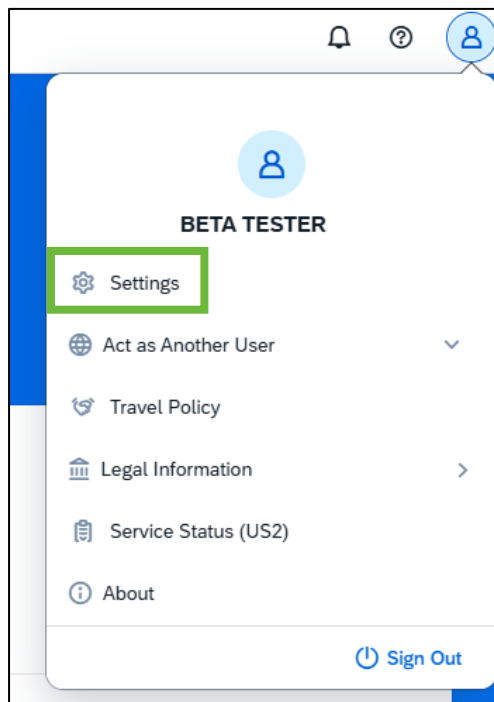 BETA TESTER
Settings
Act as Another User
Travel Policy
Legal Information
Service Status (US2)
About
Sign Out